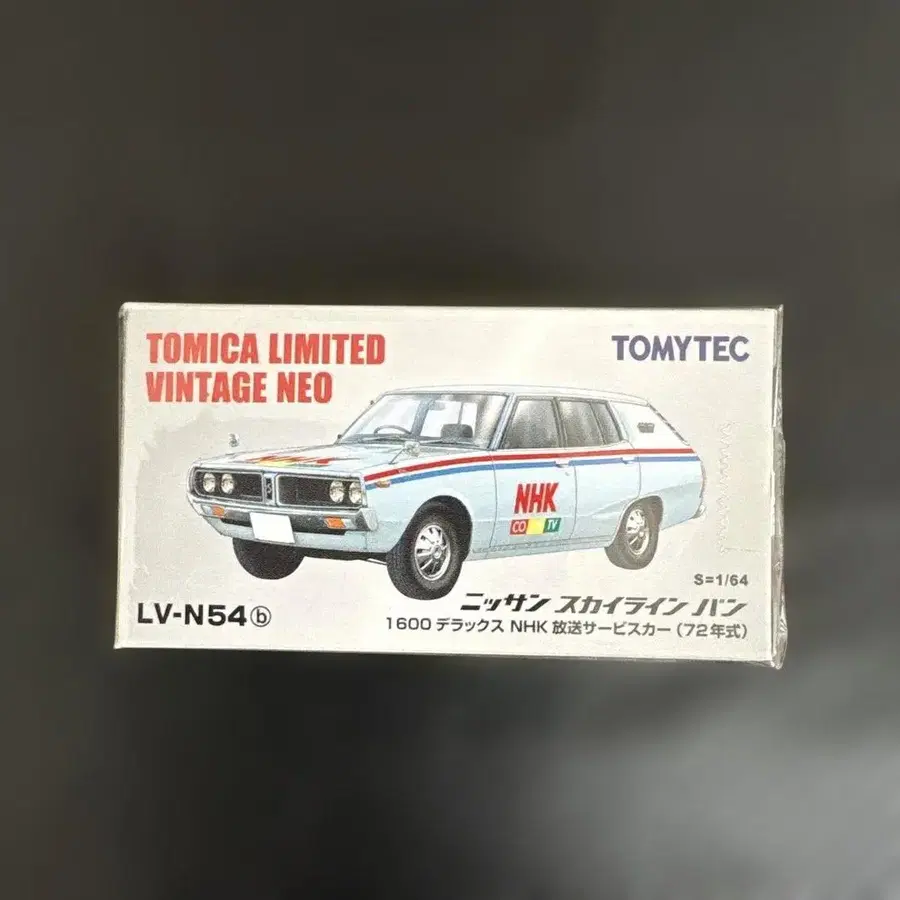 TOMICA LIMITED
VINTAGE NEO
TOMYTEC
NHK
NHK
CO TV
S=1/64
LV-N54ⓑ
ニッサン スカイライン バン
1600 デラックス NHK 放送サービスカー(72年式)